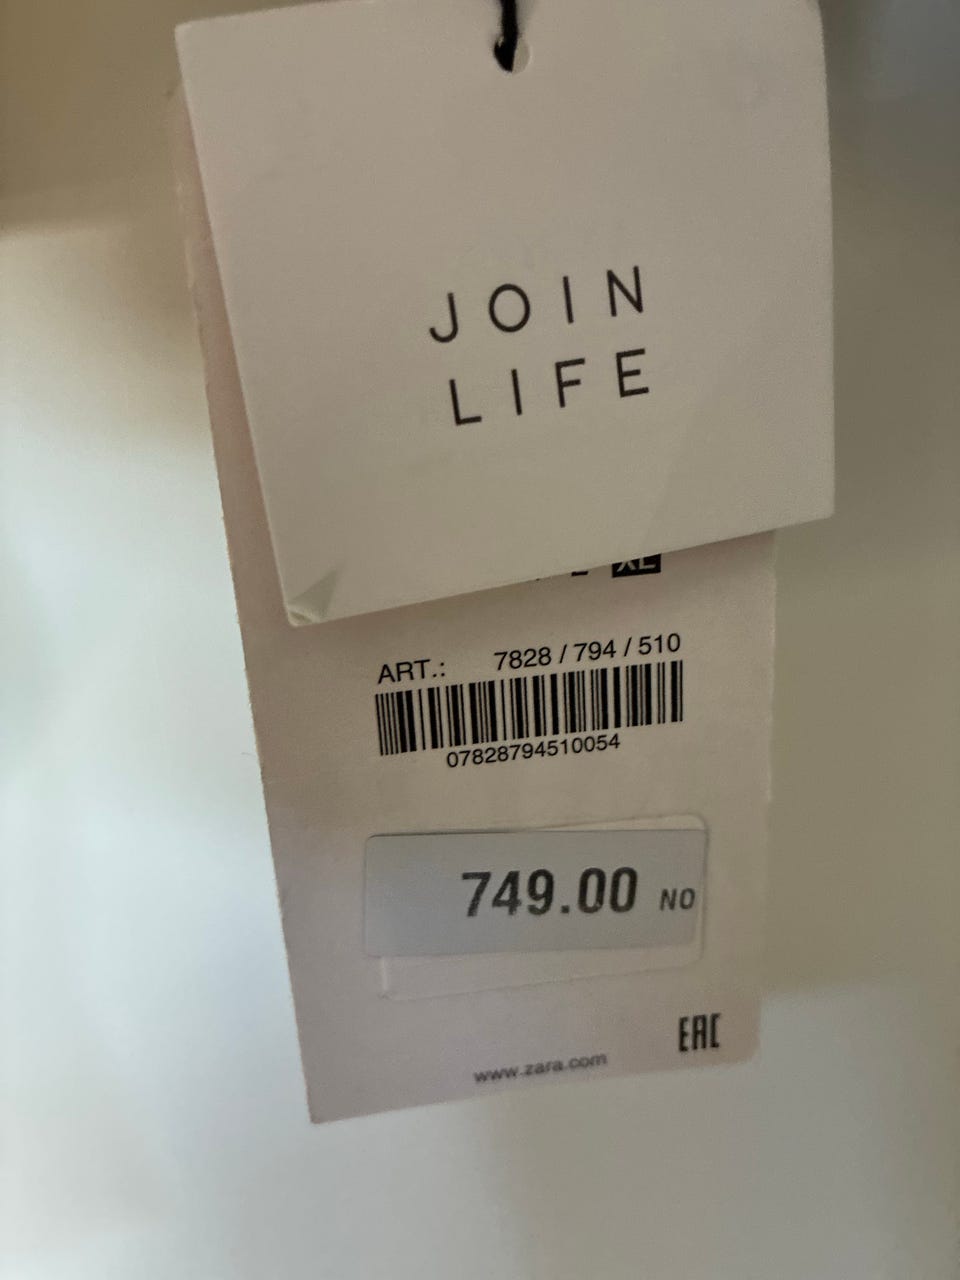 JOIN
LIFE
L XL
ART.: 7828 / 794 / 510
07828794510054
749.00 NO
EAC
www.zara.com